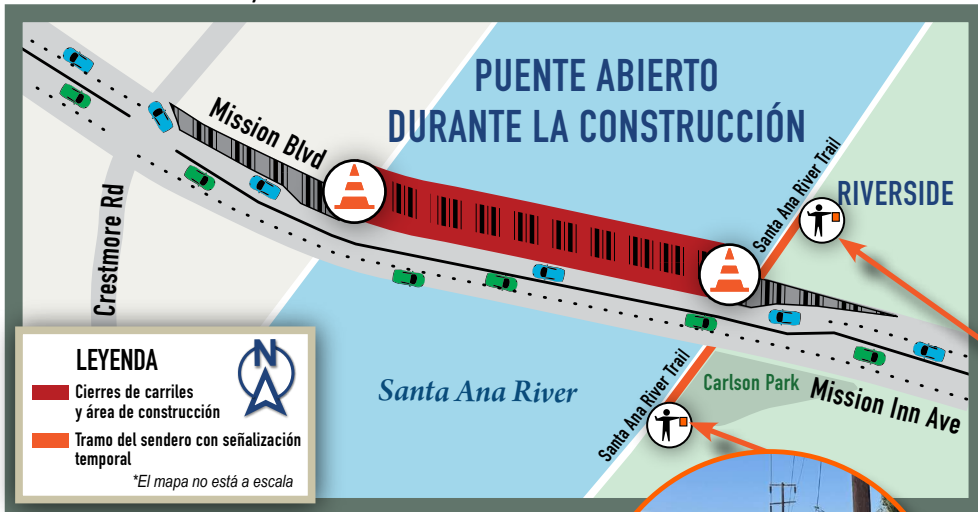 PUENTE ABIERTO
DURANTE LA CONSTRUCCIÓN
Mission Blvd
Crestmore Rd
Santa Ana River Trail
RIVERSIDE
LEYENDA
N
Cierres de carriles
y área de construcción
Tramo del sendero con señalización
temporal
*El mapa no está a escala
Santa Ana River
Santa Ana River Trail
Carlson Park
Mission Inn Ave